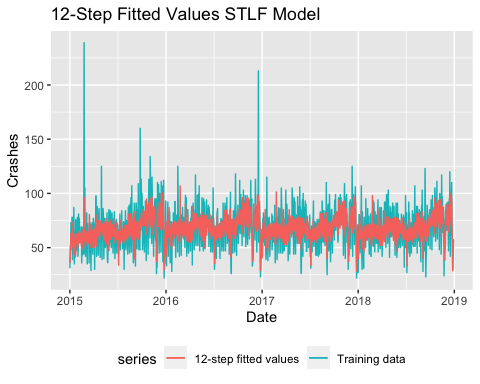 12-Step Fitted Values STLF Model
Crashes
200
150
100
50
2015
2016
2017
2018
2019
Date
series
12-step fitted values
Training data